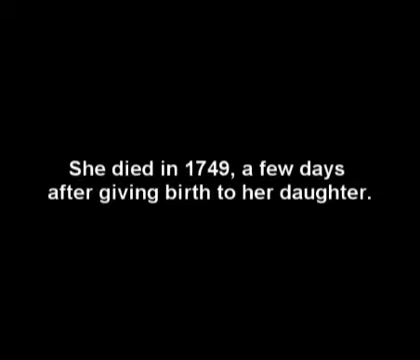 She died in 1749, a few days
after giving birth to her daughter.